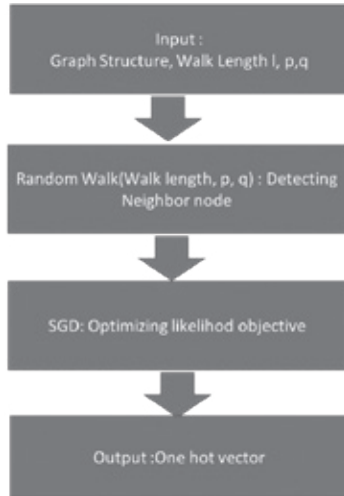 Input :
Graph Structure, Walk Length l, p,q
Random Walk(Walk length, p, q) : Detecting
Neighbor node
SGD: Optimizing likelihod objective
Output :One hot vector